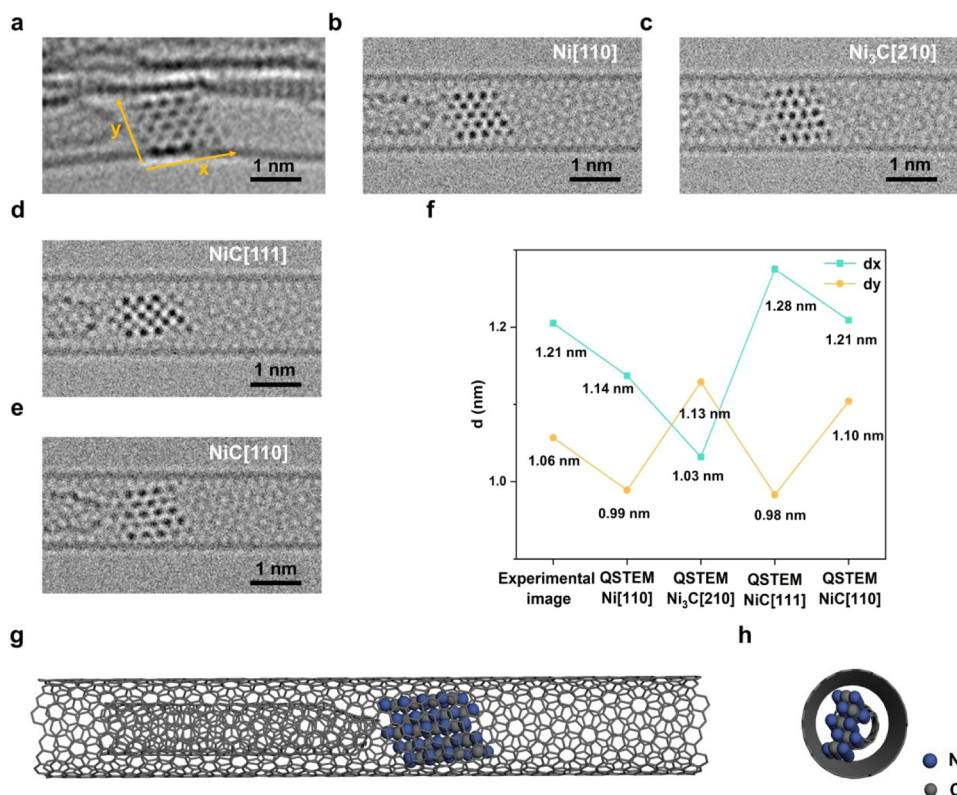 a
b
c
Ni[110]
Ni₃C[210]
y
x
1 nm
1 nm
1 nm
d
f
NiC[111]
1 nm
e
NiC[110]
1 nm
dx
dy
1.2
1.0
d (nm)
1.21 nm
1.14 nm
1.03 nm
1.28 nm
1.21 nm
1.06 nm
0.99 nm
1.13 nm
0.98 nm
1.10 nm
Experimental image
QSTEM Ni[110]
QSTEM Ni₃C[210]
QSTEM NiC[111]
QSTEM NiC[110]
g
h